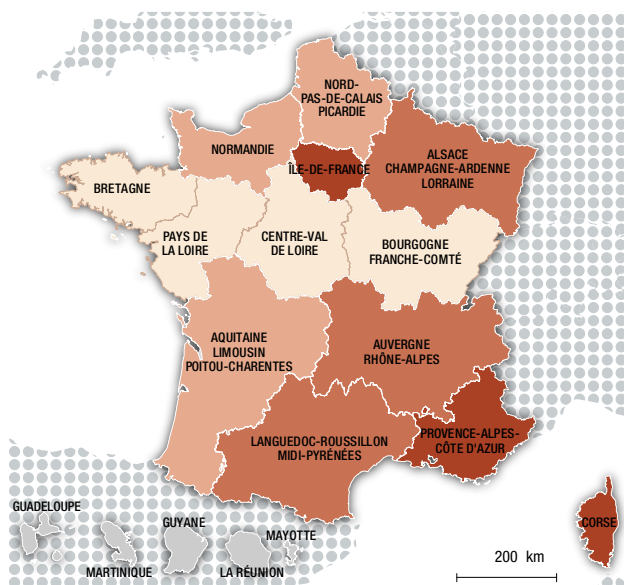 NORD-
PAS-DE-CALAIS
PICARDIE
NORMANDIE
ÎLE-DE-FRANCE
ALSACE
CHAMPAGNE-ARDENNE
LORRAINE
BRETAGNE
PAYS DE
LA LOIRE
CENTRE-VAL
DE LOIRE
BOURGOGNE
FRANCHE-COMTÉ
AQUITAINE
LIMOUSIN
POITOU-CHARENTES
AUVERGNE
RHÔNE-ALPES
LANGUEDOC-ROUSSILLON
MIDI-PYRÉNÉES
PROVENCE-ALPES-
CÔTE D'AZUR
GUADELOUPE
MARTINIQUE
GUYANE
LA RÉUNION
MAYOTTE
CORSE
200 km